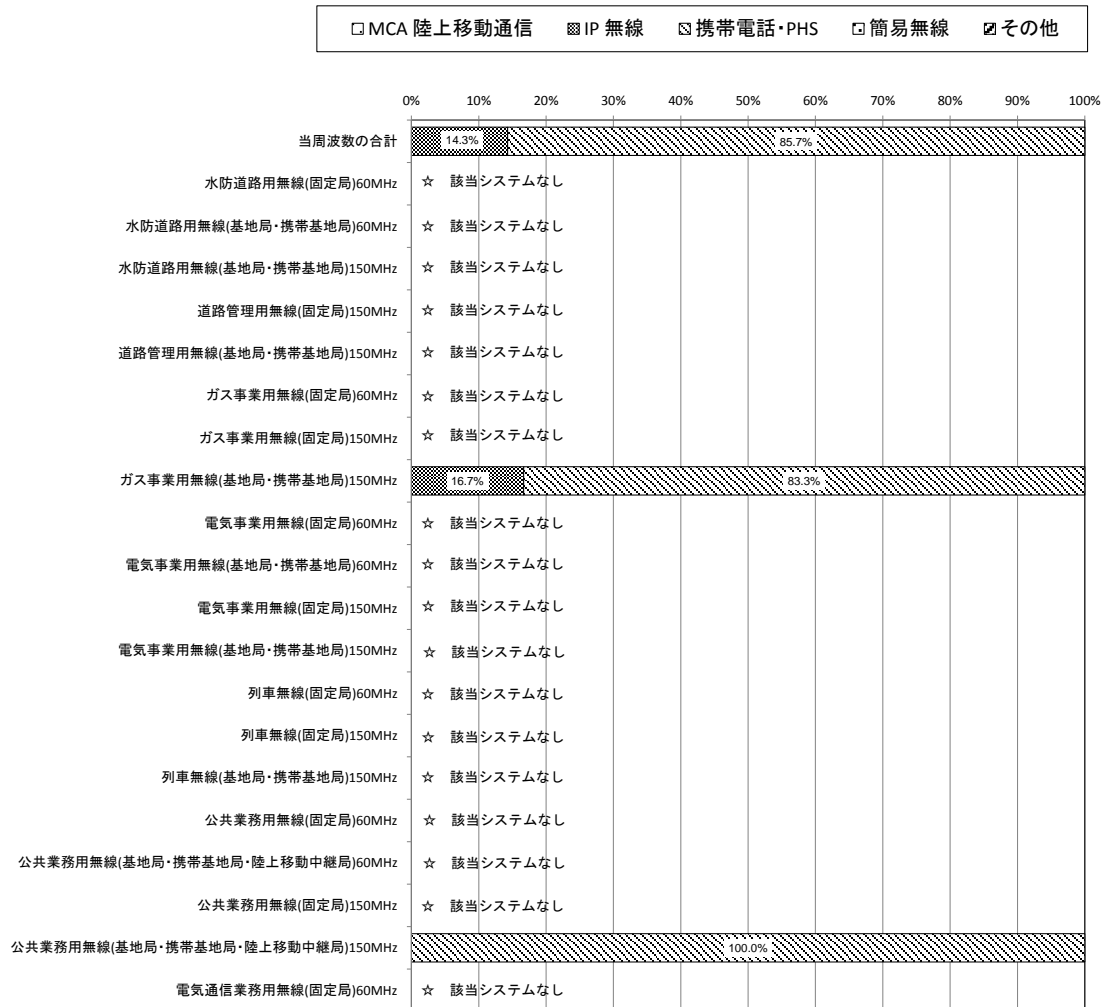 MCA 陸上移動通信 IP 無線 携帯電話・PHS 簡易無線 その他
0% 10% 20% 30% 40% 50% 60% 70% 80% 90% 100%
当周波数の合計 14.3% 85.7%
水防道路用無線(固定局)60MHz ☆ 該当システムなし
水防道路用無線(基地局・携帯基地局)60MHz ☆ 該当システムなし
水防道路用無線(基地局・携帯基地局)150MHz ☆ 該当システムなし
道路管理用無線(固定局)150MHz ☆ 該当システムなし
道路管理用無線(基地局・携帯基地局)150MHz ☆ 該当システムなし
ガス事業用無線(固定局)60MHz ☆ 該当システムなし
ガス事業用無線(固定局)150MHz ☆ 該当システムなし
ガス事業用無線(基地局・携帯基地局)150MHz 16.7% 83.3%
電気事業用無線(固定局)60MHz ☆ 該当システムなし
電気事業用無線(基地局・携帯基地局)60MHz ☆ 該当システムなし
電気事業用無線(固定局)150MHz ☆ 該当システムなし
電気事業用無線(基地局・携帯基地局)150MHz ☆ 該当システムなし
列車無線(固定局)60MHz ☆ 該当システムなし
列車無線(固定局)150MHz ☆ 該当システムなし
列車無線(基地局・携帯基地局)150MHz ☆ 該当システムなし
公共業務用無線(固定局)60MHz ☆ 該当システムなし
公共業務用無線(基地局・携帯基地局・陸上移動中継局)60MHz ☆ 該当システムなし
公共業務用無線(固定局)150MHz ☆ 該当システムなし
公共業務用無線(基地局・携帯基地局・陸上移動中継局)150MHz 100.0%
電気通信業務用無線(固定局)60MHz ☆ 該当システムなし